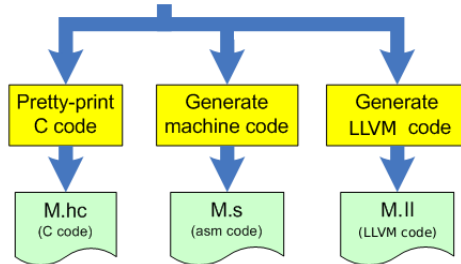 Pretty-print
C code
Generate
machine code
Generate
LLVM code
M.hc
(C code)
M.s
(asm code)
M.ll
(LLVM code)